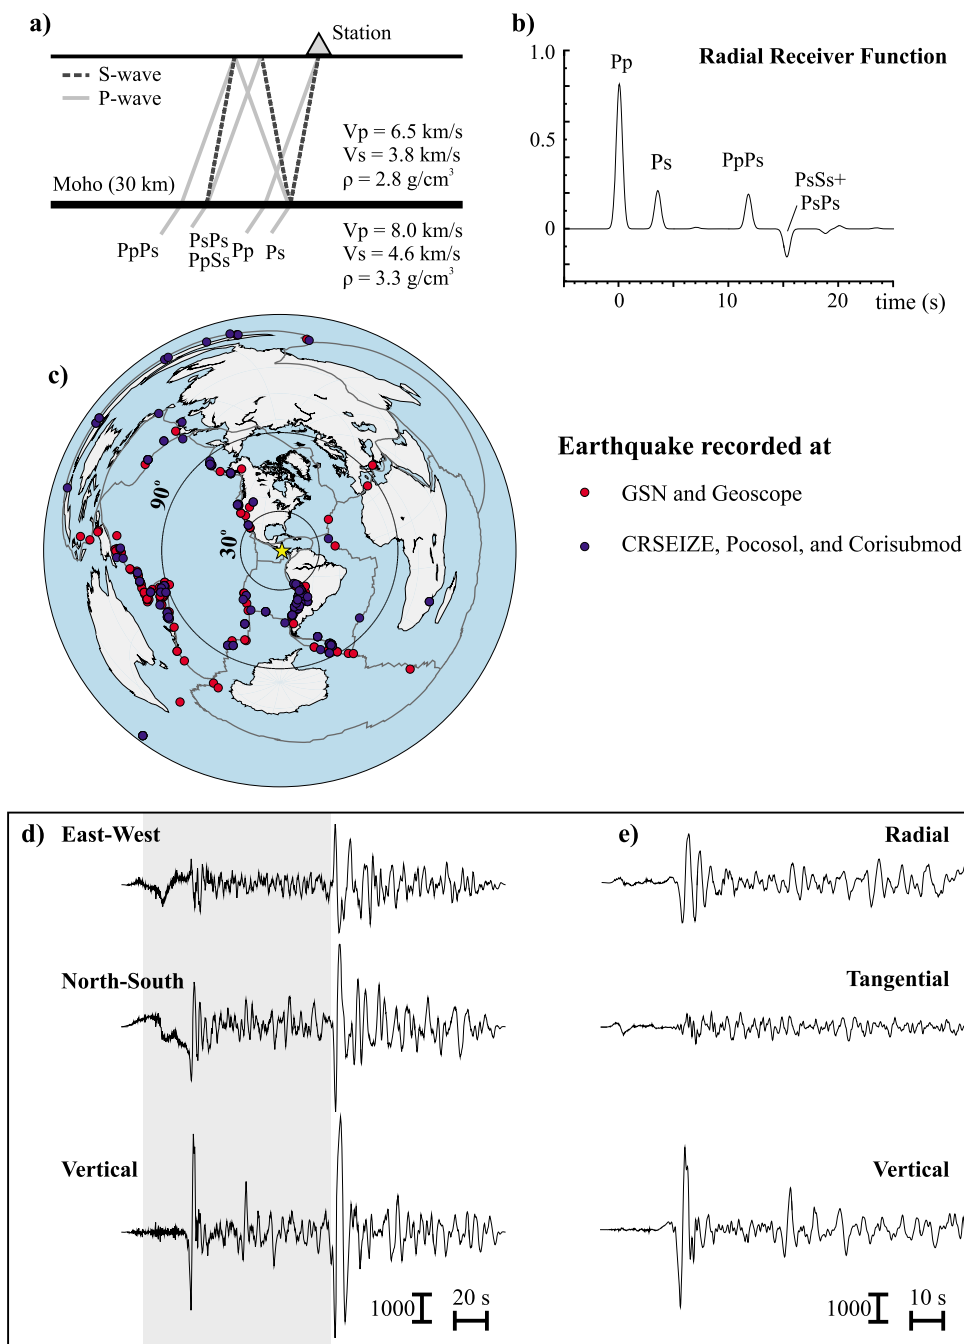 a)
Station
S-wave
P-wave
Vp = 6.5 km/s
Vs = 3.8 km/s
ρ = 2.8 g/cm³
Moho (30 km)
Vp = 8.0 km/s
Vs = 4.6 km/s
ρ = 3.3 g/cm³
PpPs
PsPs
PpSs
Pp
Ps
b)
Radial Receiver Function
1.0
0.5
0
Pp
Ps
PpPs
PsSs+
PsPs
0
10
20
time (s)
c)
90°
30°
Earthquake recorded at
GSN and Geoscope
CRSEIZE, Pocosol, and Corisubmod
d)
East-West
North-South
Vertical
1000
20 s
e)
Radial
Tangential
Vertical
1000
10 s